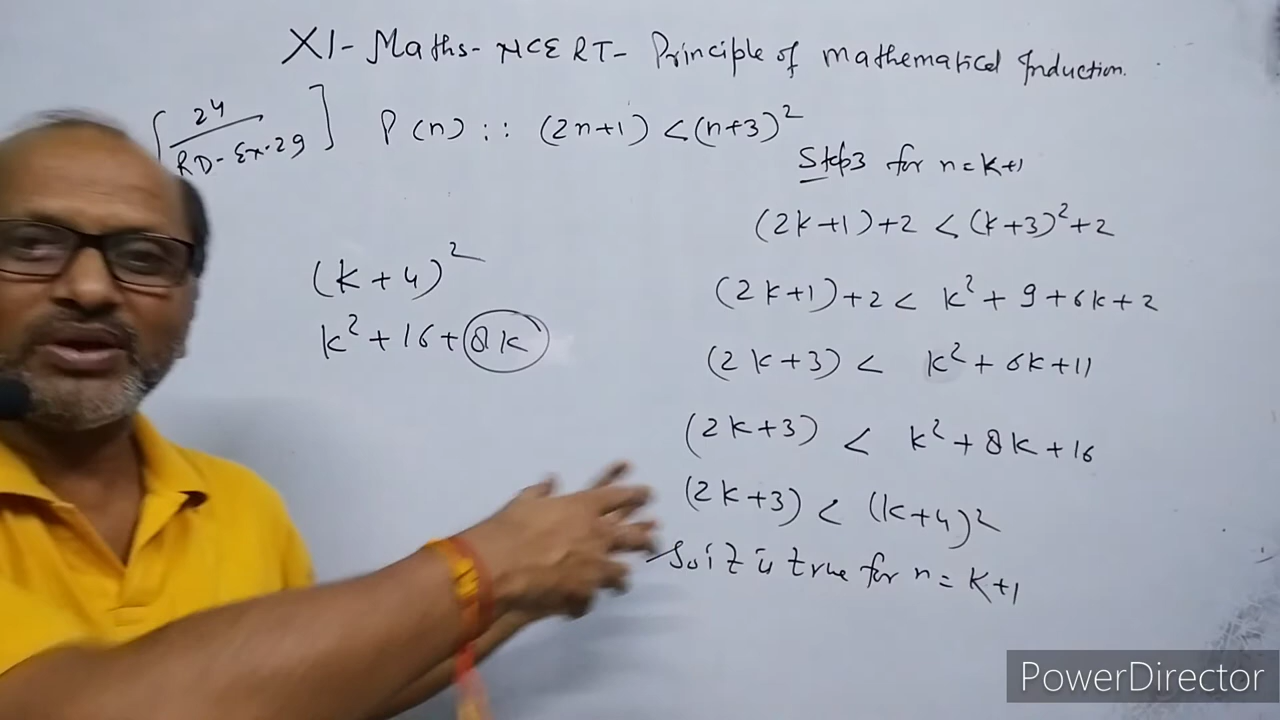 XI - Maths - NCERT - Principle of mathematical Induction.
[24/RD-Ex.29] P(n) :: (2n+1) < (n+3)²
Step3 for n=k+1
(2k+1)+2 < (k+3)²+2
(2k+1)+2 < k²+9+6k+2
(2k+3) < k²+6k+11
(2k+3) < k²+8k+16
(2k+3) < (k+4)²
So it is true for n=k+1
(k+4)²
k²+16+8k
PowerDirector